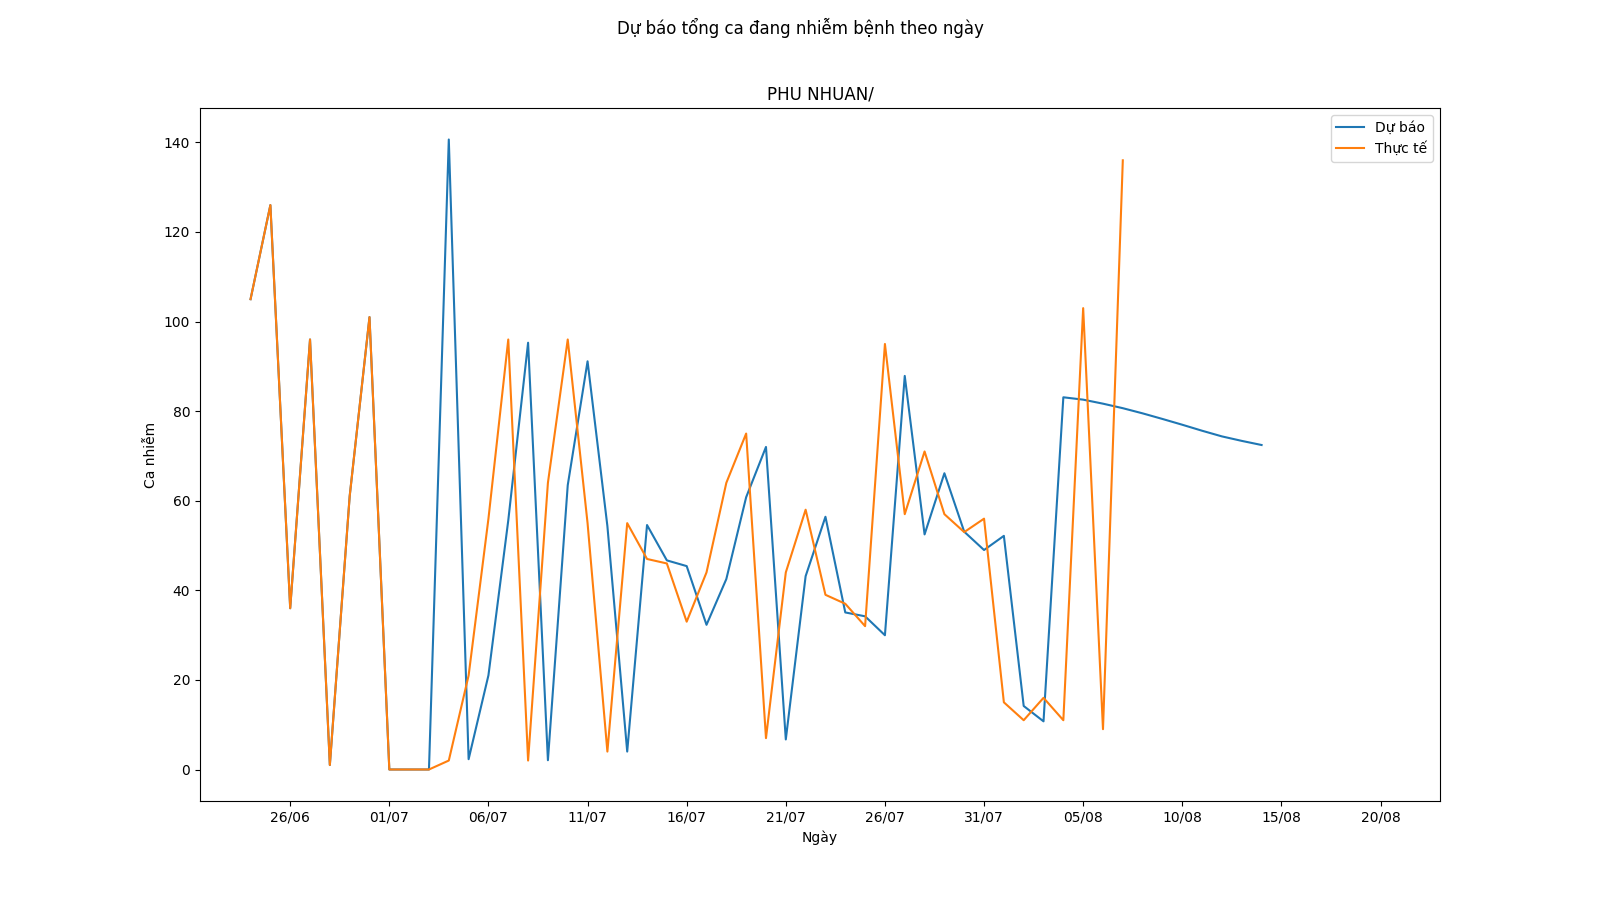 Dự báo tổng ca đang nhiễm bệnh theo ngày
PHU NHUAN/
Dự báo
Thực tế
140
120
100
80
60
40
20
0
Ca nhiễm
26/06 01/07 06/07 11/07 16/07 21/07 26/07 31/07 05/08 10/08 15/08 20/08
Ngày